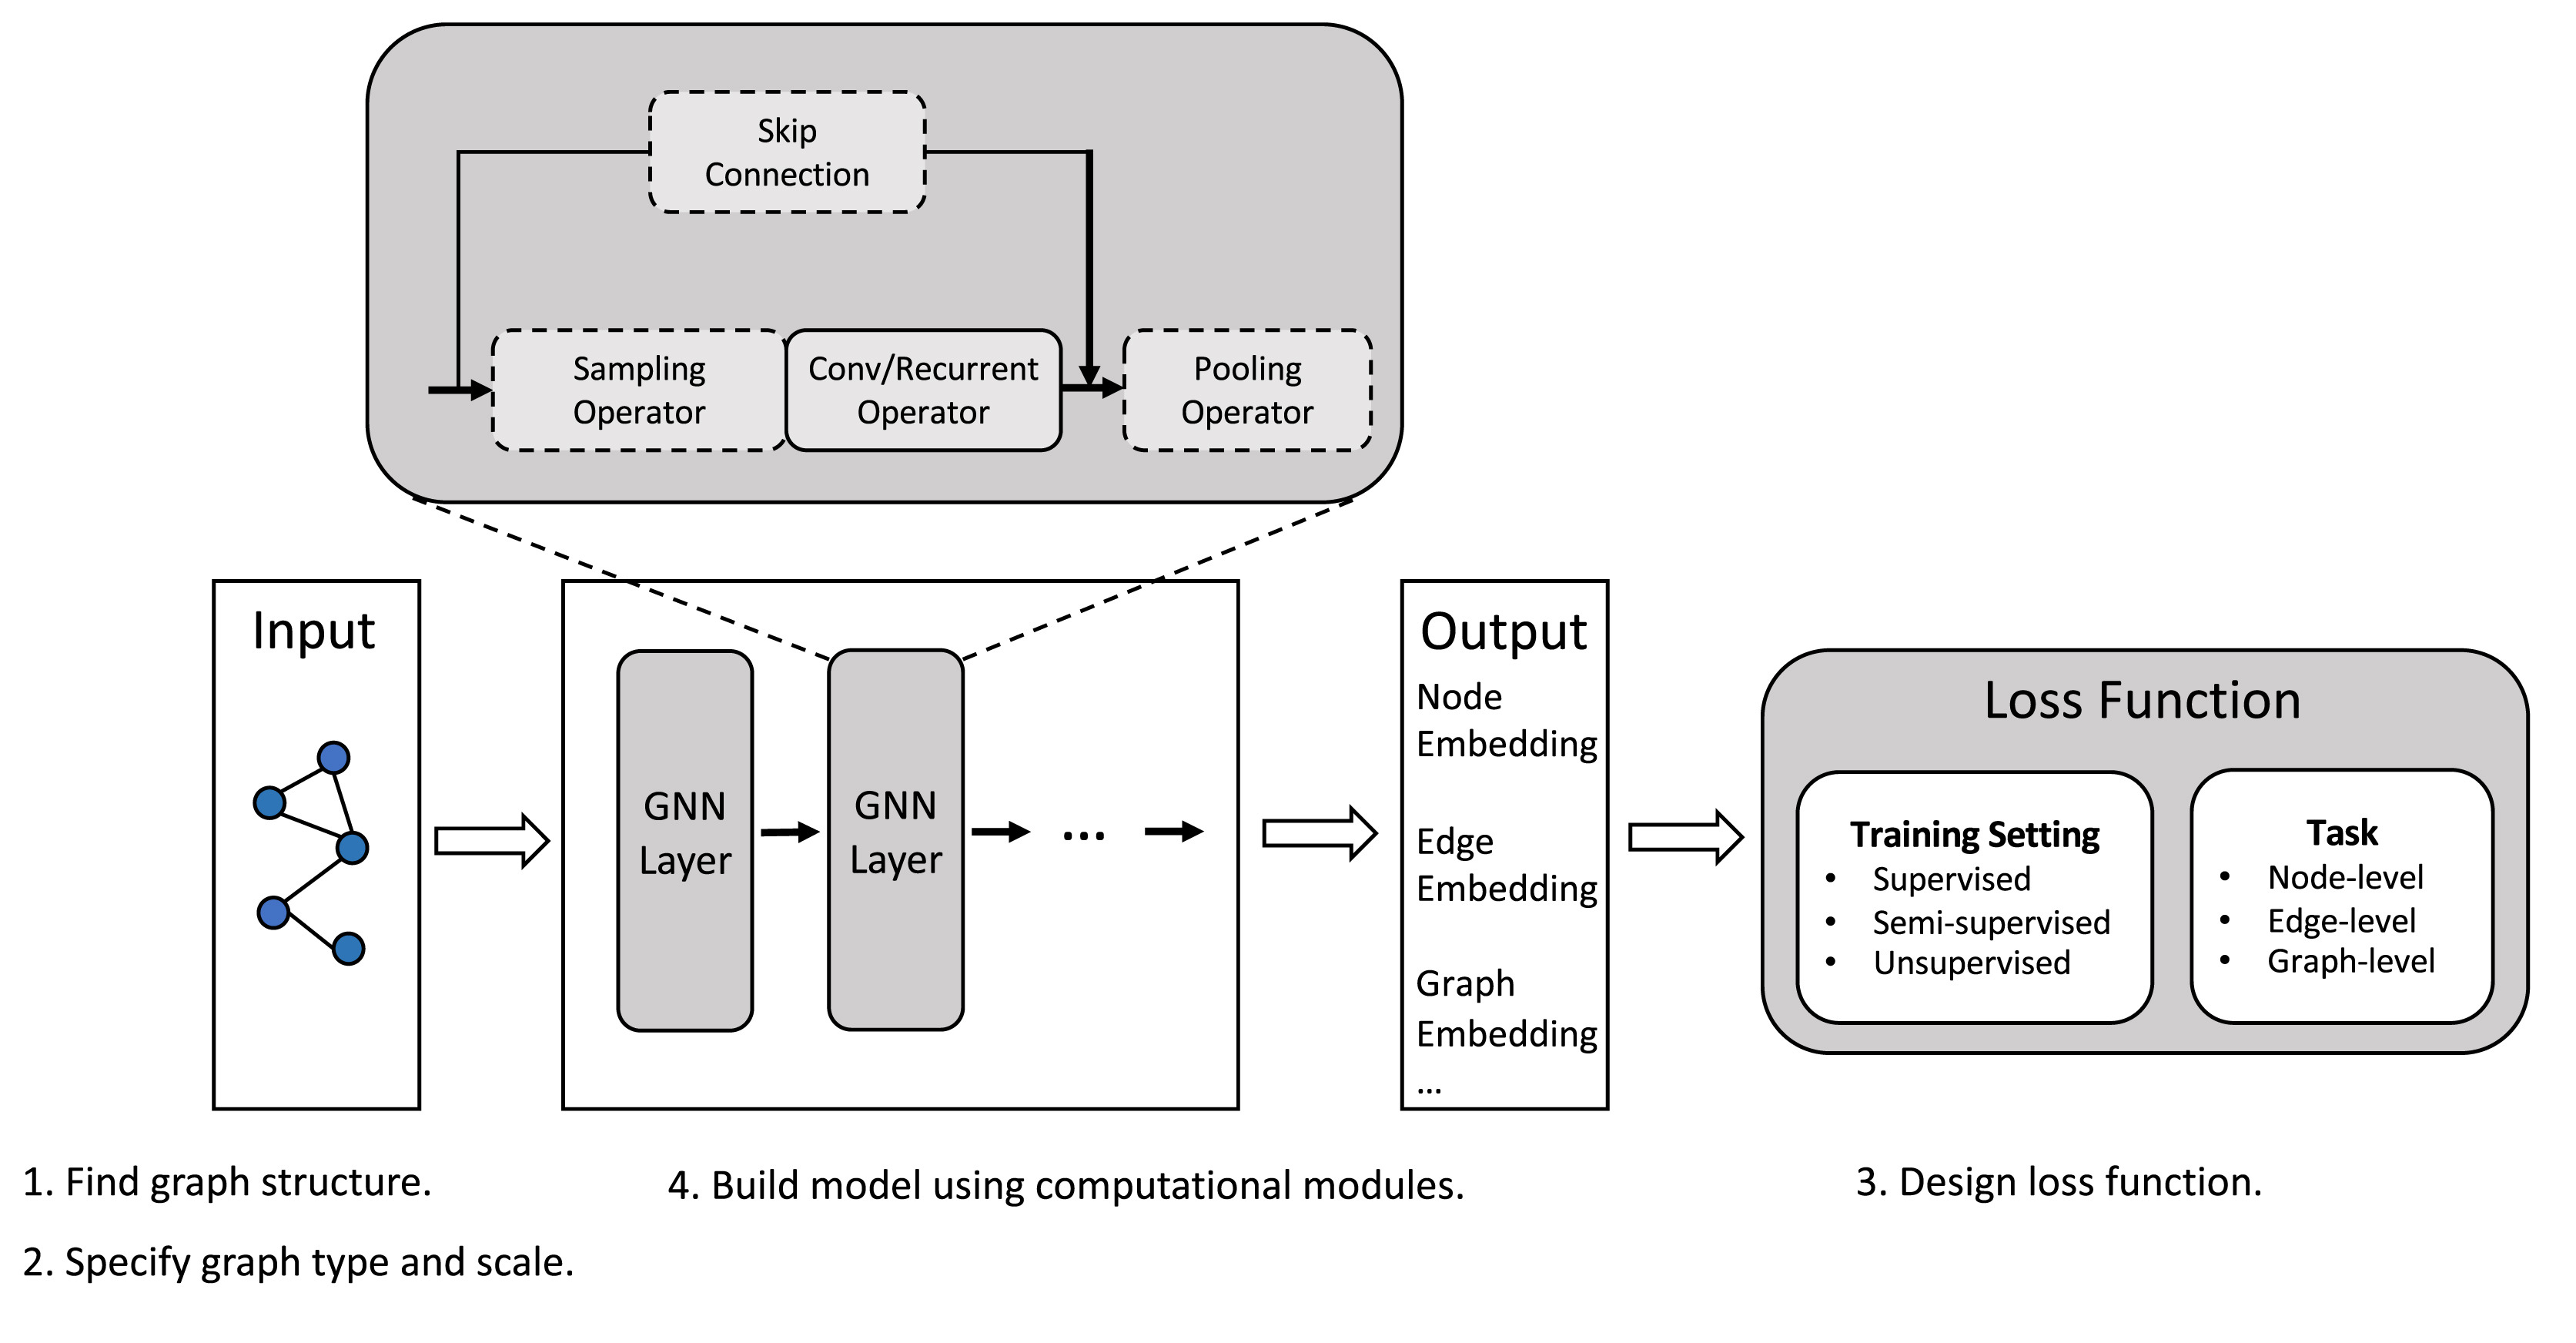 Skip
Connection
Sampling
Operator
Conv/Recurrent
Operator
Pooling
Operator
Input
GNN
Layer
GNN
Layer
...
Output
Node
Embedding
Edge
Embedding
Graph
Embedding
...
Loss Function
Training Setting
• Supervised
• Semi-supervised
• Unsupervised
Task
• Node-level
• Edge-level
• Graph-level
1. Find graph structure.
2. Specify graph type and scale.
4. Build model using computational modules.
3. Design loss function.